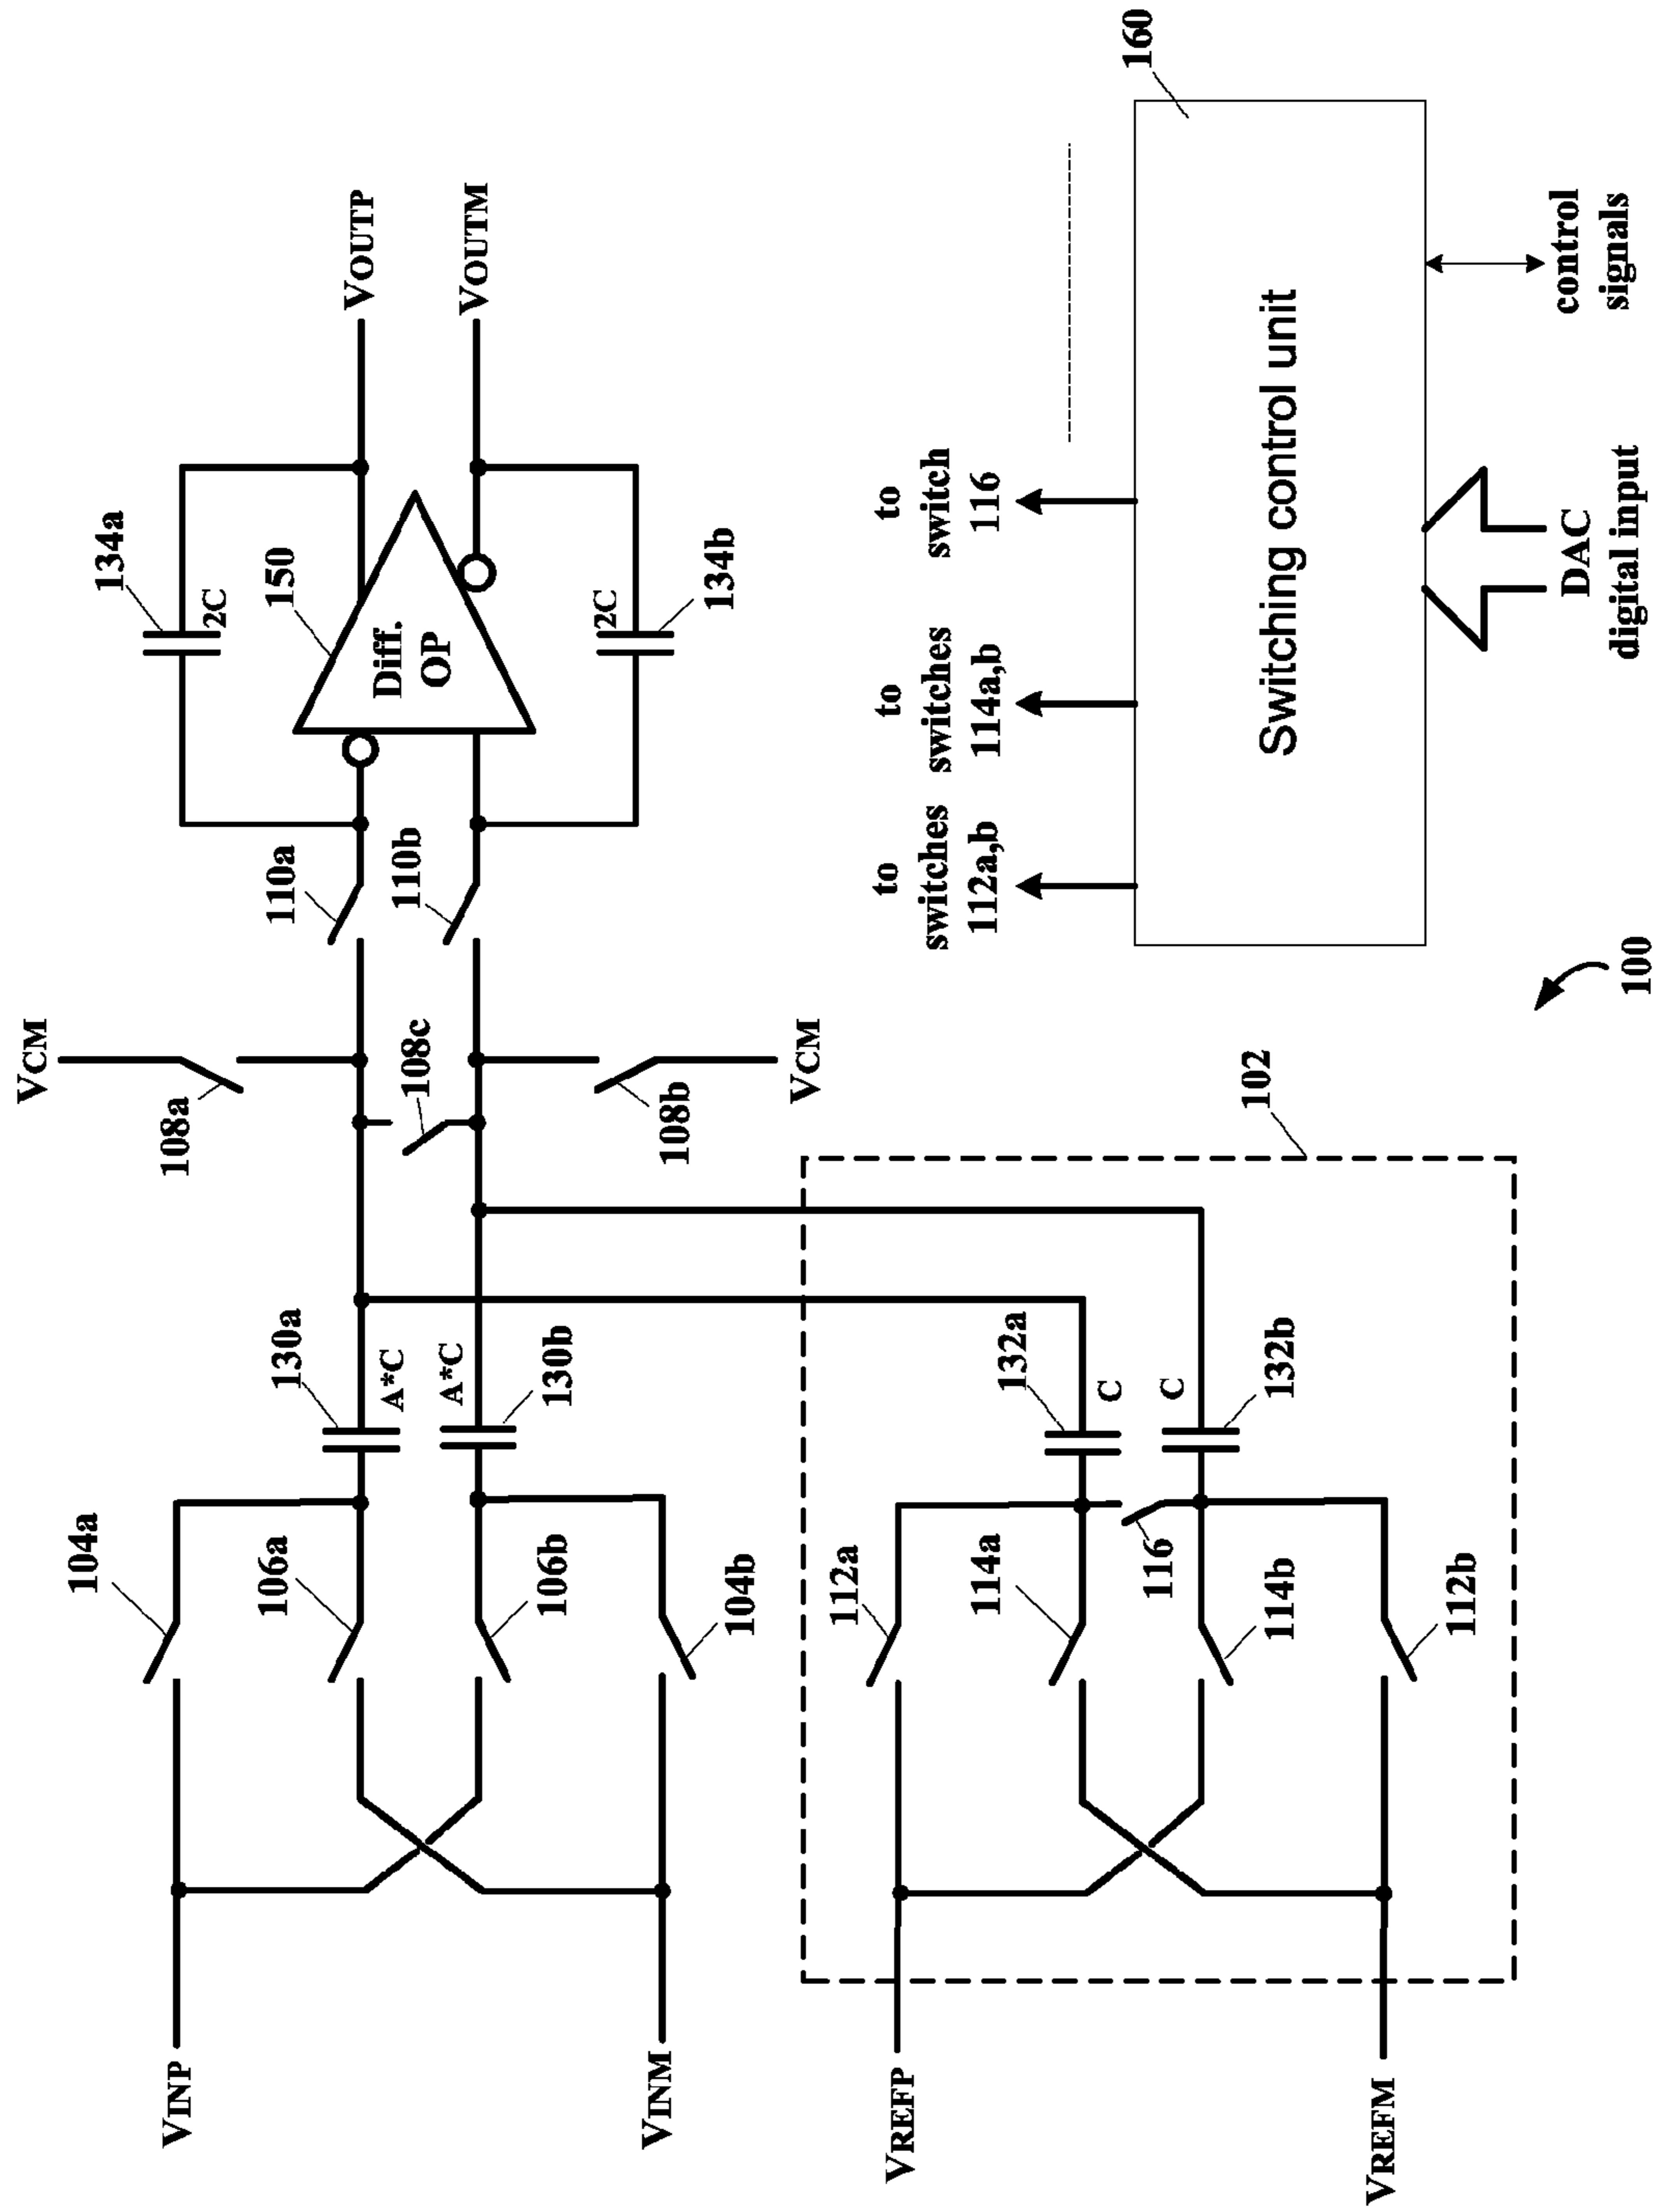 VINP
VINM
104a
106a
106b
104b
130a
A*C
A*C
130b
VCM
108a
108c
108b
VCM
110a
110b
134a
2C
150
Diff.
OP
2C
134b
VOUTP
VOUTM
VREFP
VREFM
112a
114a
116
114b
112b
132a
C
C
132b
102
to
switches
112a,b
to
switches
114a,b
to
switch
116
160
Switching control unit
DAC
digital input
control
signals
100